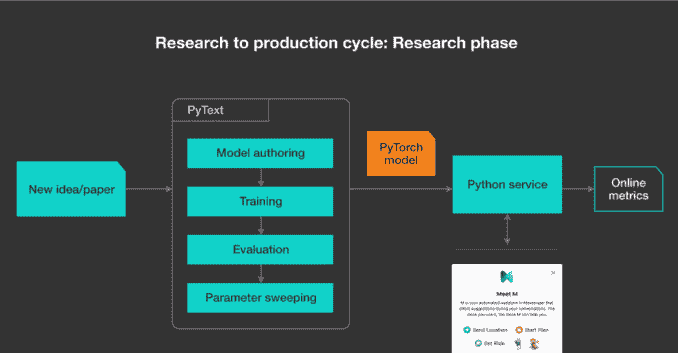 Research to production cycle: Research phase
PyText
Model authoring
Training
Evaluation
Parameter sweeping
New idea/paper
PyTorch
model
Python service
Online
metrics
Meet M
M is your automated assistant in Messenger that
offers suggestions during your conversations. The
more you use it, the more M can help you.
Send Location
Start Plan
Get Ride